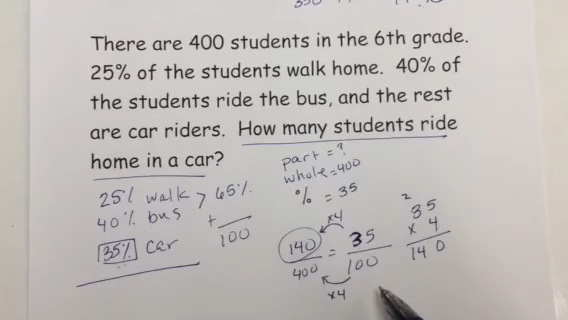 There are 400 students in the 6th grade.
25% of the students walk home. 40% of
the students ride the bus, and the rest
are car riders. How many students ride
home in a car?
part = ?
whole = 400
% = 35
25% walk > 65%
40% bus
+
100
35% car
x4
140/400 = 35/100
x4
2
35
x 4
140